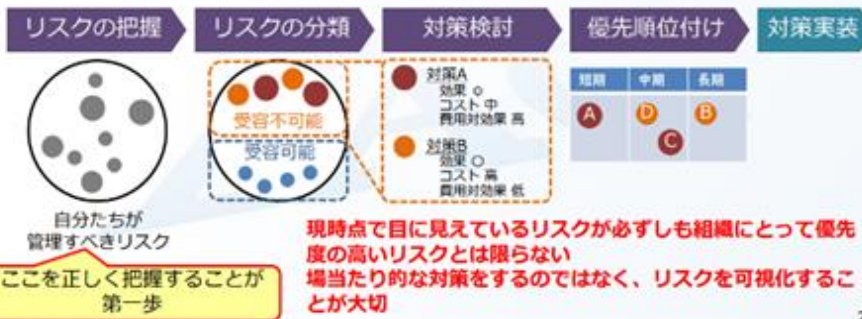 リスクの把握
リスクの分類
対策検討
優先順位付け
対策実装
受容不可能
受容可能
対策A
効果 ○
コスト 中
費用対効果 高
対策B
効果 ○
コスト 高
費用対効果 低
短期 中期 長期
A D B
C
自分たちが
管理すべきリスク
ここを正しく把握することが
第一歩
現時点で目に見えているリスクが必ずしも組織にとって優先
度の高いリスクとは限らない
場当たり的な対策をするのではなく、リスクを可視化するこ
とが大切